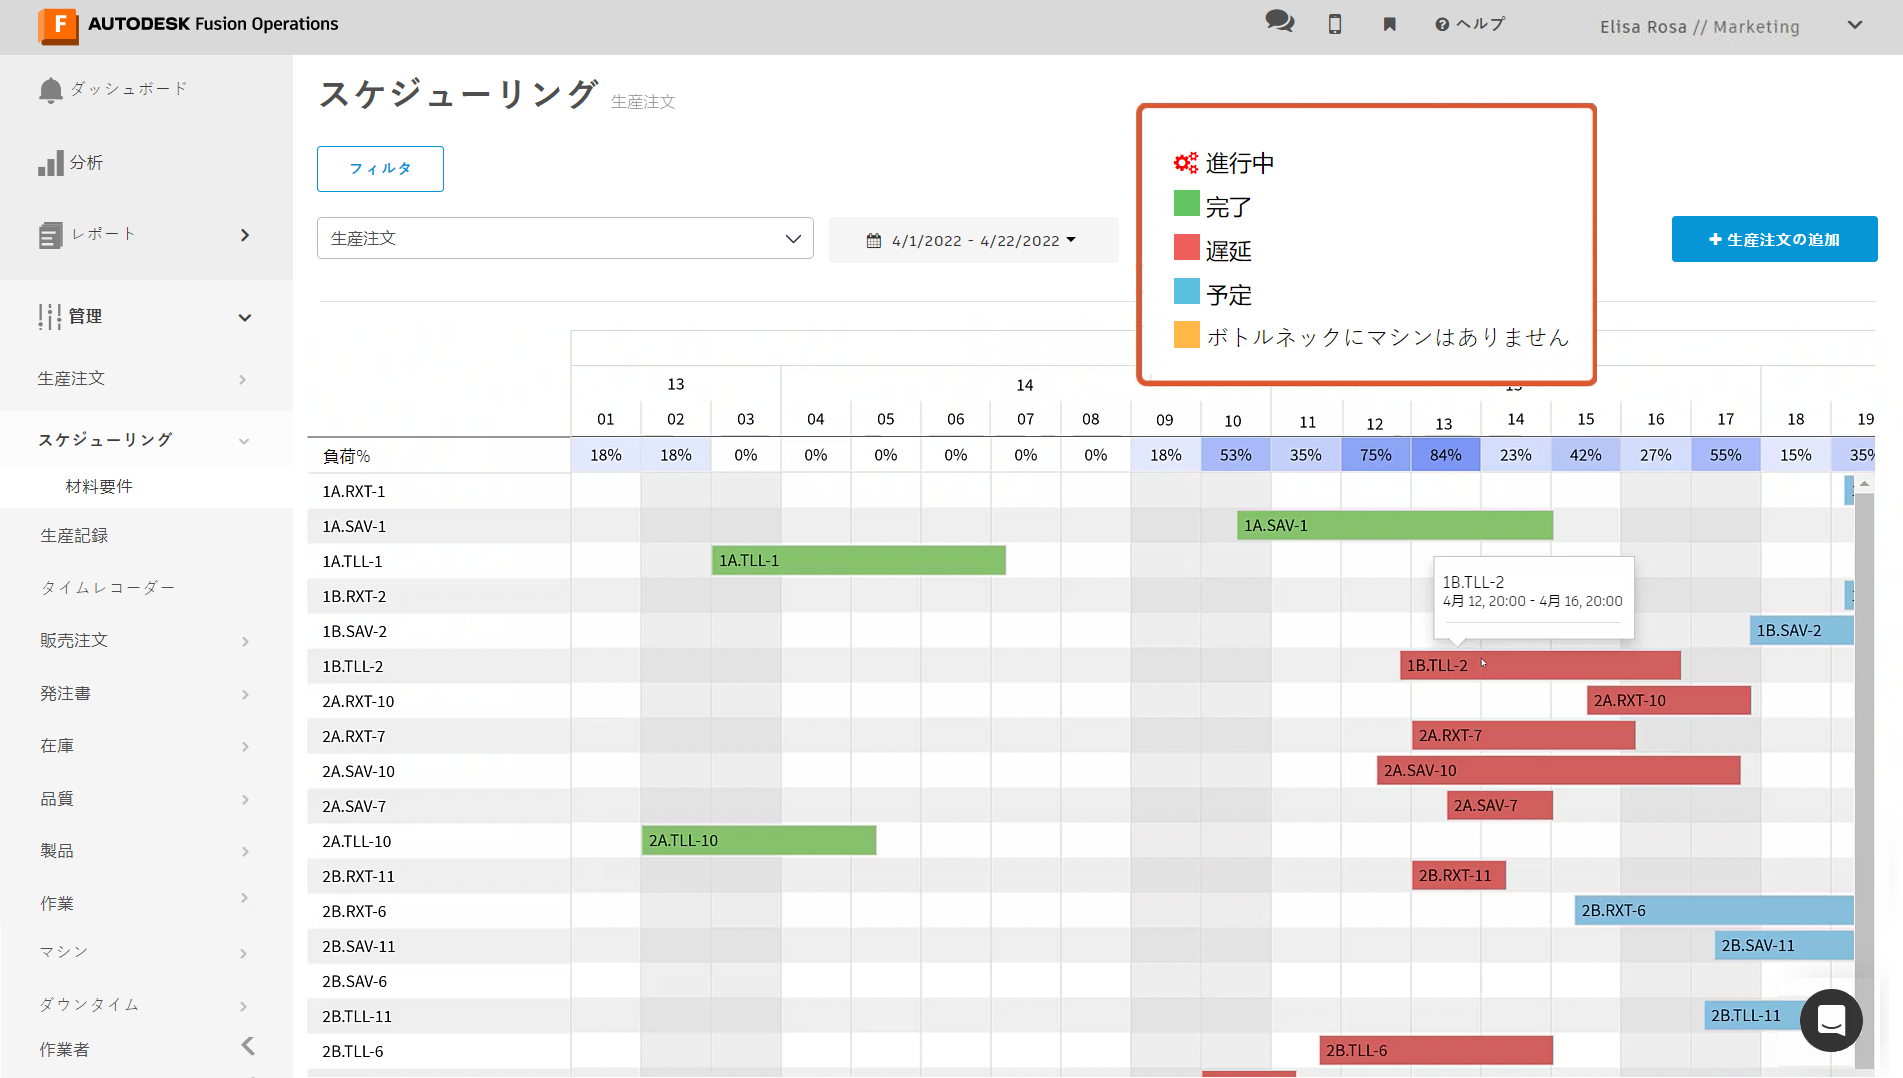 F AUTODESK Fusion Operations
ヘルプ
Elisa Rosa // Marketing
ダッシュボード
分析
レポート
管理
生産注文
スケジューリング
材料要件
生産記録
タイムレコーダー
販売注文
発注書
在庫
品質
製品
作業
マシン
ダウンタイム
作業者
スケジューリング 生産注文
フィルタ
生産注文
4/1/2022 - 4/22/2022
進行中
完了
遅延
予定
ボトルネックにマシンはありません
+ 生産注文の追加
13 14
01 02 03 04 05 06 07 08 09 10 11 12 13 14 15 16 17 18 19
負荷% 18% 18% 0% 0% 0% 0% 0% 0% 18% 53% 35% 75% 84% 23% 42% 27% 55% 15% 35%
1A.RXT-1
1A.SAV-1 1A.SAV-1
1A.TLL-1 1A.TLL-1
1B.TLL-2
4月 12, 20:00 - 4月 16, 20:00
1B.RXT-2
1B.SAV-2 1B.SAV-2
1B.TLL-2 1B.TLL-2
2A.RXT-10 2A.RXT-10
2A.RXT-7 2A.RXT-7
2A.SAV-10 2A.SAV-10
2A.SAV-7 2A.SAV-7
2A.TLL-10 2A.TLL-10
2B.RXT-11 2B.RXT-11
2B.RXT-6 2B.RXT-6
2B.SAV-11 2B.SAV-11
2B.SAV-6
2B.TLL-11 2B.TLL-11
2B.TLL-6 2B.TLL-6